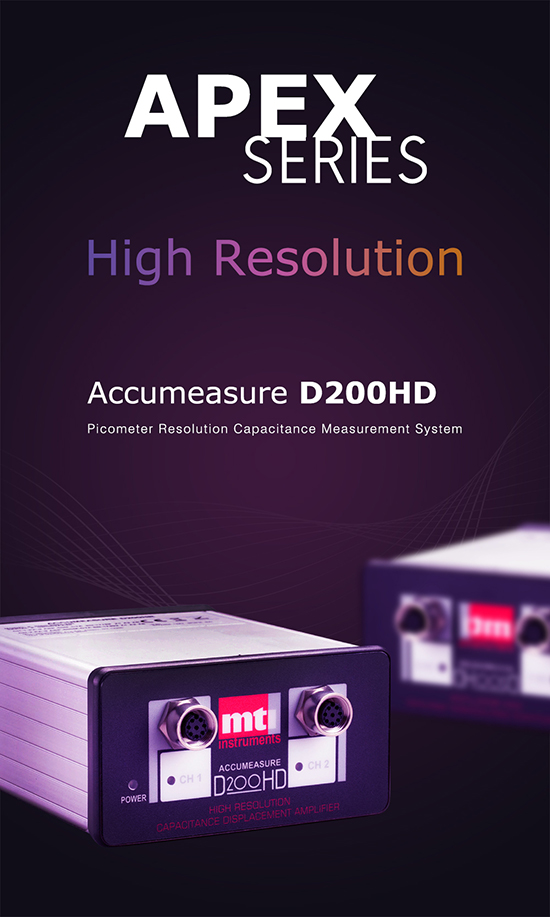 APEX
SERIES
High Resolution
Accumeasure D200HD
Picometer Resolution Capacitance Measurement System
mti
instruments
CH 1
CH 2
ACCUMEASURE
D200HD
POWER
HIGH RESOLUTION
CAPACITANCE DISPLACEMENT AMPLIFIER